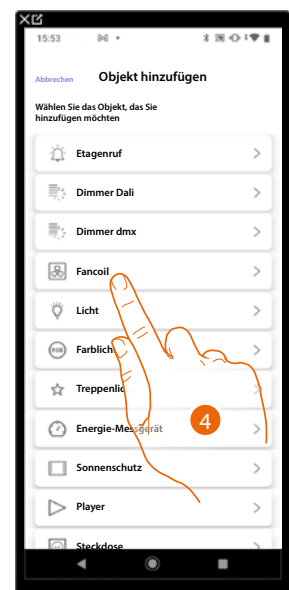 15:53
Abbrechen Objekt hinzufügen
Wählen Sie das Objekt, das Sie
hinzufügen möchten
Etagenruf
Dimmer Dali
Dimmer dmx
Fancoil
Licht
RGB Farblich
Treppenlic
4
Energie-Messgerät
Sonnenschutz
Player
Steckdose